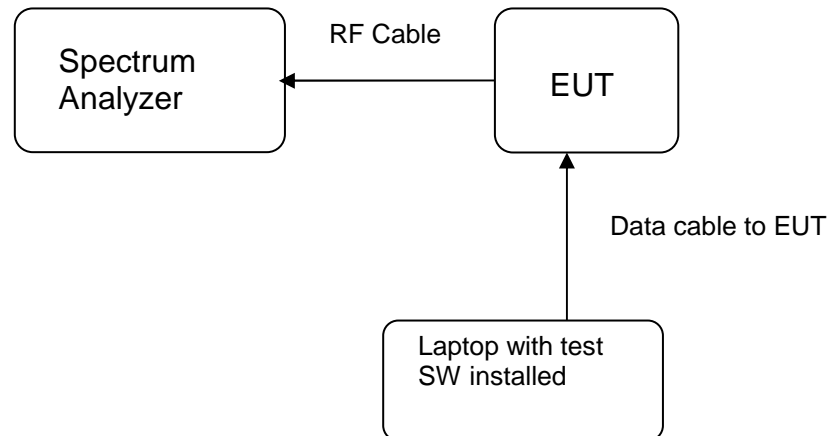 RF Cable
Spectrum
Analyzer
EUT
Data cable to EUT
Laptop with test
SW installed